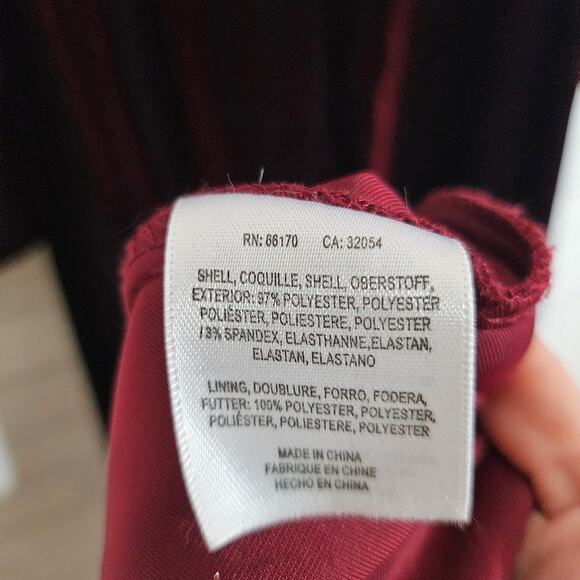 RN: 66170 CA: 32054
SHELL, COQUILLE, SHELL, OBERSTOFF,
EXTERIOR: 97% POLYESTER, POLYESTER
POLIÉSTER, POLIESTERE, POLYESTER
/ 3% SPANDEX, ELASTHANNE, ELASTAN,
ELASTAN, ELASTANO
LINING, DOUBLURE, FORRO, FODERA,
FUTTER: 100% POLYESTER, POLYESTER,
POLIÉSTER, POLIESTERE, POLYESTER
MADE IN CHINA
FABRIQUE EN CHINE
HECHO EN CHINA